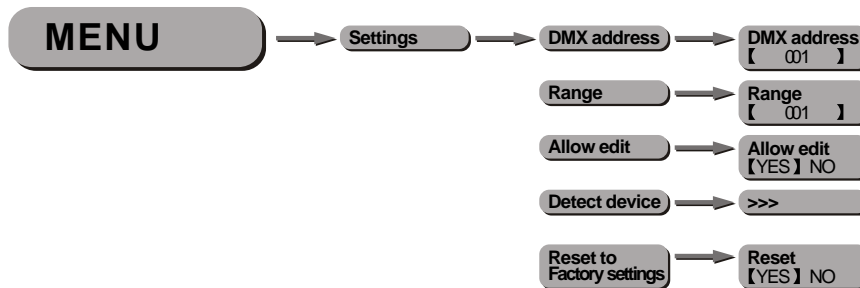 MENU
Settings
DMX address
DMX address
【 001 】
Range
Range
【 001 】
Allow edit
Allow edit
【YES】NO
Detect device
>>>
Reset to
Factory settings
Reset
【YES】NO